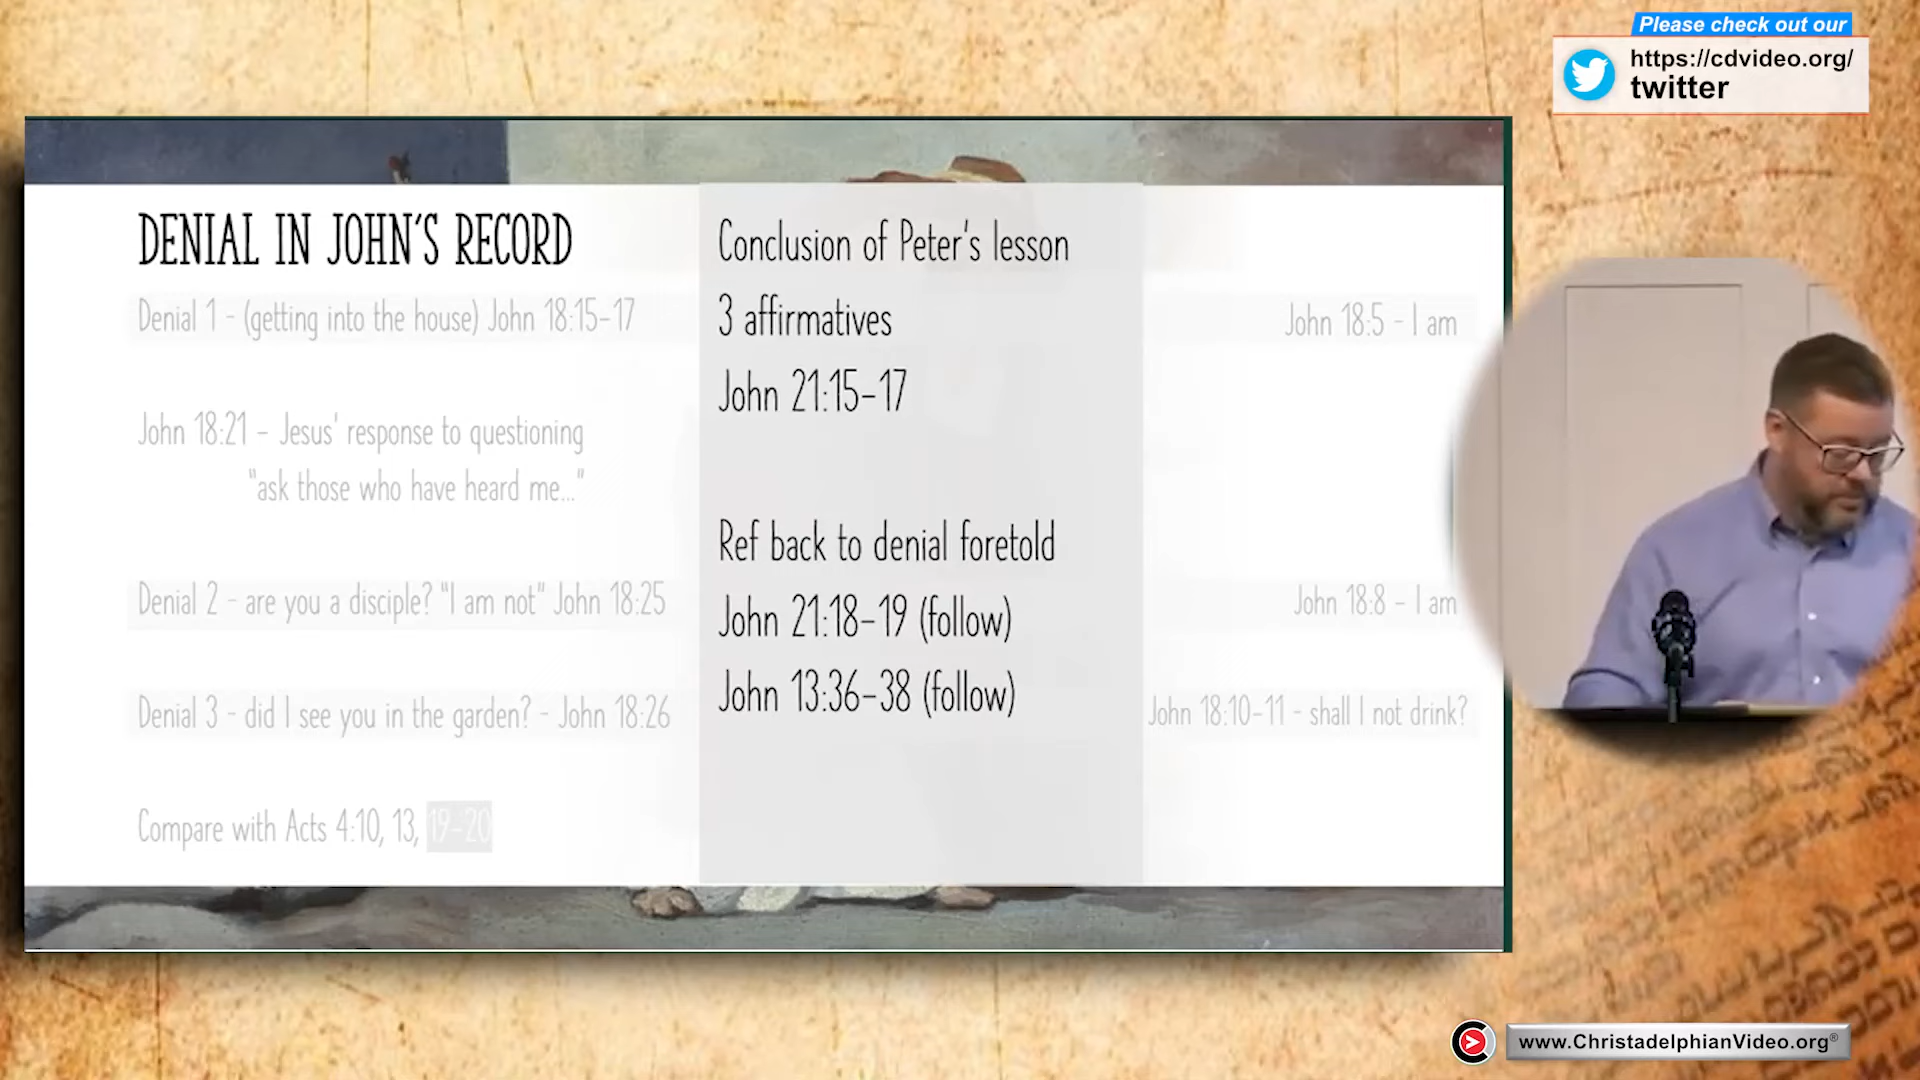 Please check out our
https://cdvideo.org/
twitter
DENIAL IN JOHN'S RECORD
Denial 1 - (getting into the house) John 18:15-17
John 18:21 - Jesus' response to questioning
"ask those who have heard me..."
Denial 2 - are you a disciple? "I am not" John 18:25
Denial 3 - did I see you in the garden? - John 18:26
Compare with Acts 4:10, 13, 19-20
Conclusion of Peter's lesson
3 affirmatives
John 21:15-17
Ref back to denial foretold
John 21:18-19 (follow)
John 13:36-38 (follow)
John 18:5 - I am
John 18:8 - I am
John 18:10-11 - shall I not drink?
www.ChristadelphianVideo.org®